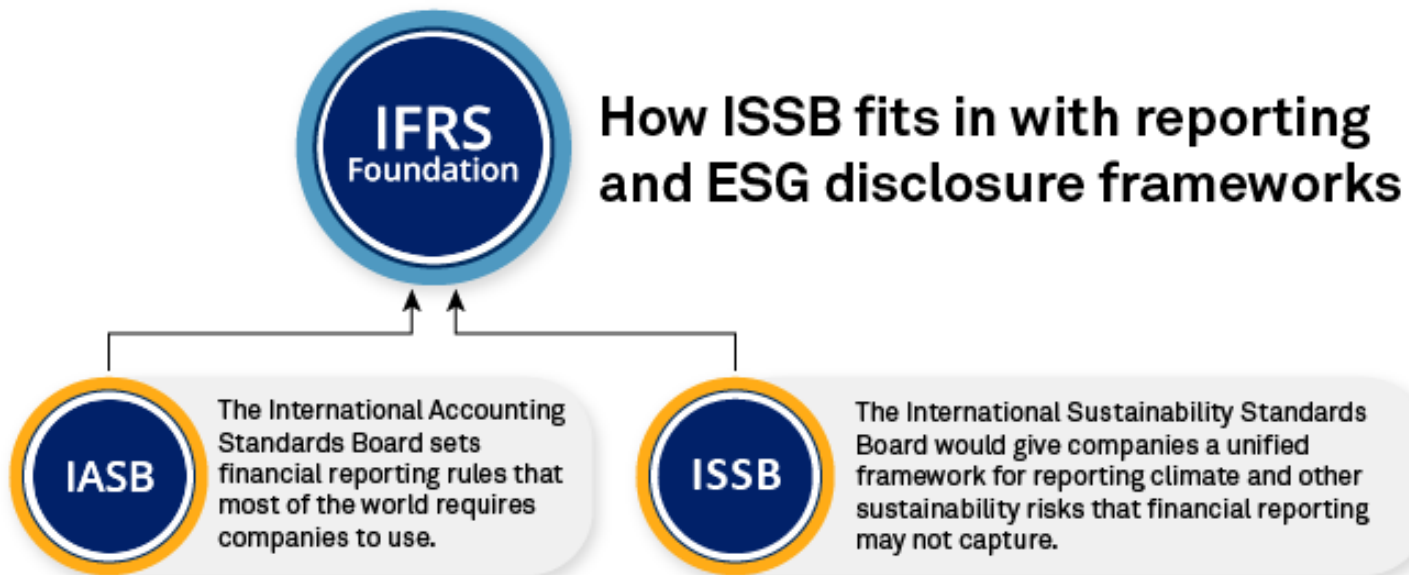 IFRS
Foundation
How ISSB fits in with reporting
and ESG disclosure frameworks
IASB
The International Accounting
Standards Board sets
financial reporting rules that
most of the world requires
companies to use.
ISSB
The International Sustainability Standards
Board would give companies a unified
framework for reporting climate and other
sustainability risks that financial reporting
may not capture.